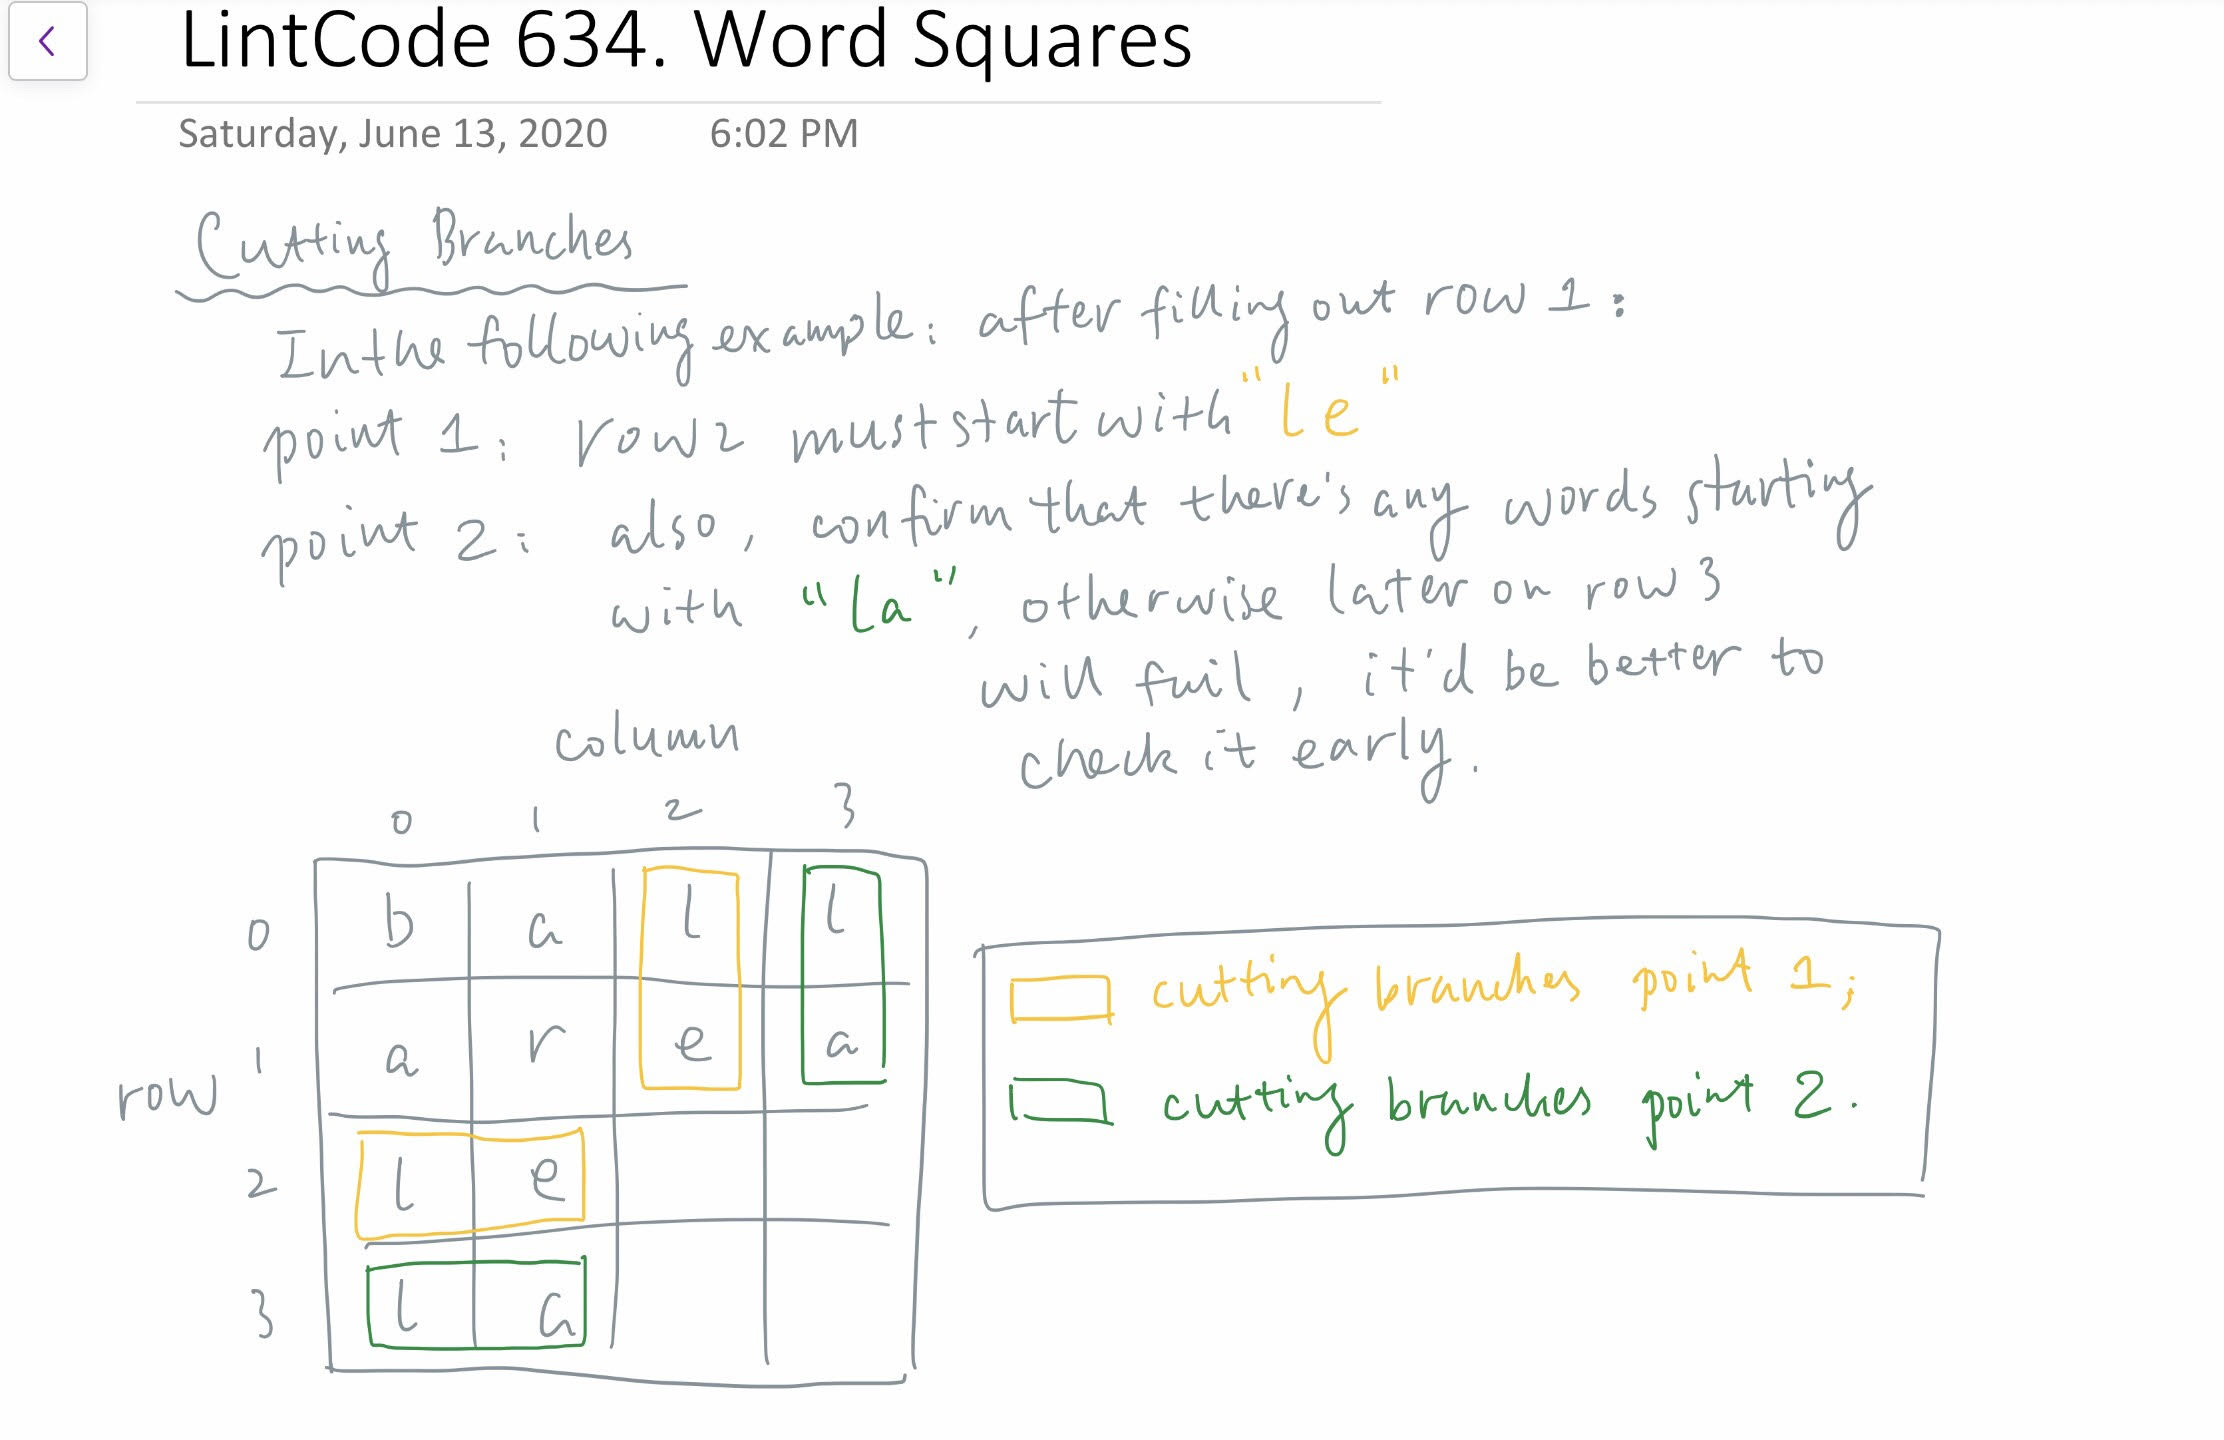 LintCode 634. Word Squares
Saturday, June 13, 2020 6:02 PM
Cutting Branches
In the following example: after filling out row 1:
point 1: row 2 must start with "le"
point 2: also, confirm that there's any words starting
with "la", otherwise later on row 3
will fail, it'd be better to
check it early.
column
0 1 2 3
0 b a l l
1 a r e a
row
2 l e
3 l a
cutting branches point 1;
cutting branches point 2.